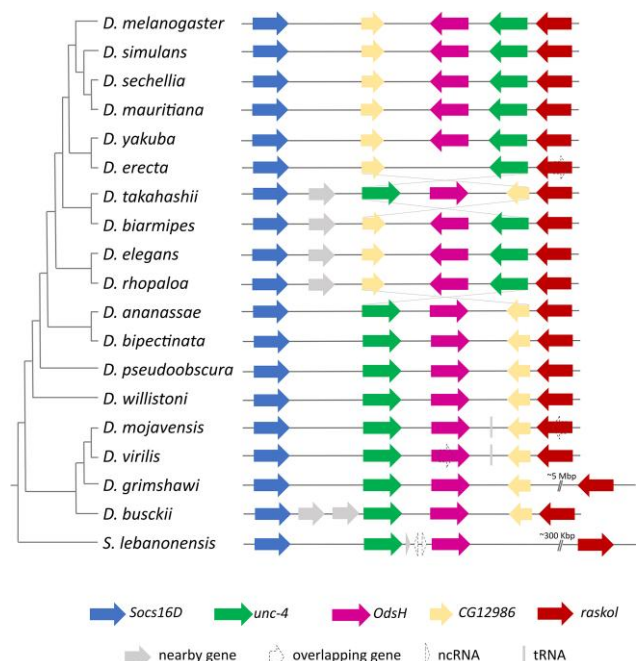 D. melanogaster
D. simulans
D. sechellia
D. mauritiana
D. yakuba
D. erecta
D. takahashii
D. biarmipes
D. elegans
D. rhopaloa
D. ananassae
D. bipectinata
D. pseudoobscura
D. willistoni
D. mojavensis
D. virilis
~5 Mbp
D. grimshawi
D. busckii
~300 Kbp
S. lebanonensis
Socs16D unc-4 OdsH CG12986 raskol
nearby gene overlapping gene ncRNA tRNA